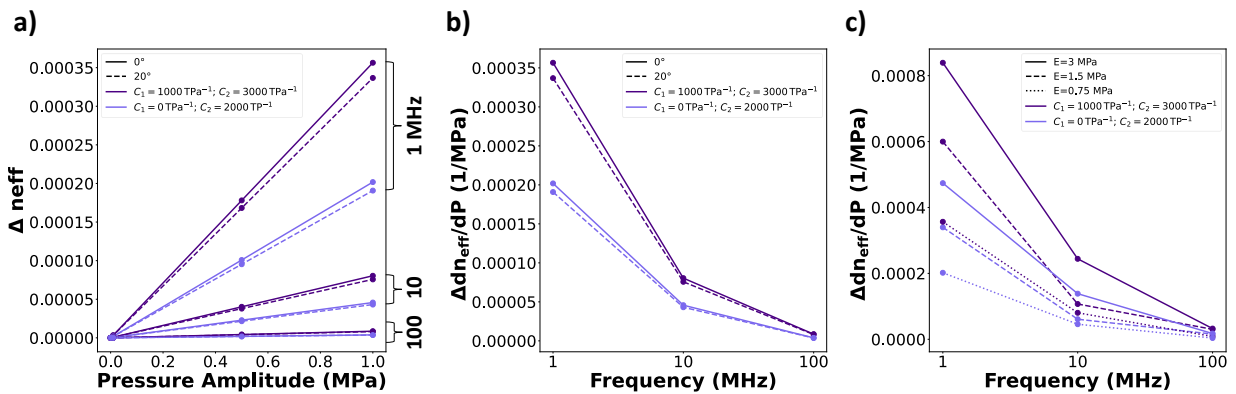 a)
0.00035
0.00030
0.00025
0.00020
0.00015
0.00010
0.00005
0.00000
Δ neff
0°
20°
C₁ = 1000 TPa⁻¹; C₂ = 3000 TPa⁻¹
C₁ = 0 TPa⁻¹; C₂ = 2000 TP⁻¹
1 MHz
10
100
0.0 0.2 0.4 0.6 0.8 1.0
Pressure Amplitude (MPa)
b)
0.00035
0.00030
0.00025
0.00020
0.00015
0.00010
0.00005
0.00000
Δdn_eff/dP (1/MPa)
0°
20°
C₁ = 1000 TPa⁻¹; C₂ = 3000 TPa⁻¹
C₁ = 0 TPa⁻¹; C₂ = 2000 TP⁻¹
1 10 100
Frequency (MHz)
c)
0.0008
0.0006
0.0004
0.0002
0.0000
Δdn_eff/dP (1/MPa)
E=3 MPa
E=1.5 MPa
E=0.75 MPa
C₁ = 1000 TPa⁻¹; C₂ = 3000 TPa⁻¹
C₁ = 0 TPa⁻¹; C₂ = 2000 TP⁻¹
1 10 100
Frequency (MHz)